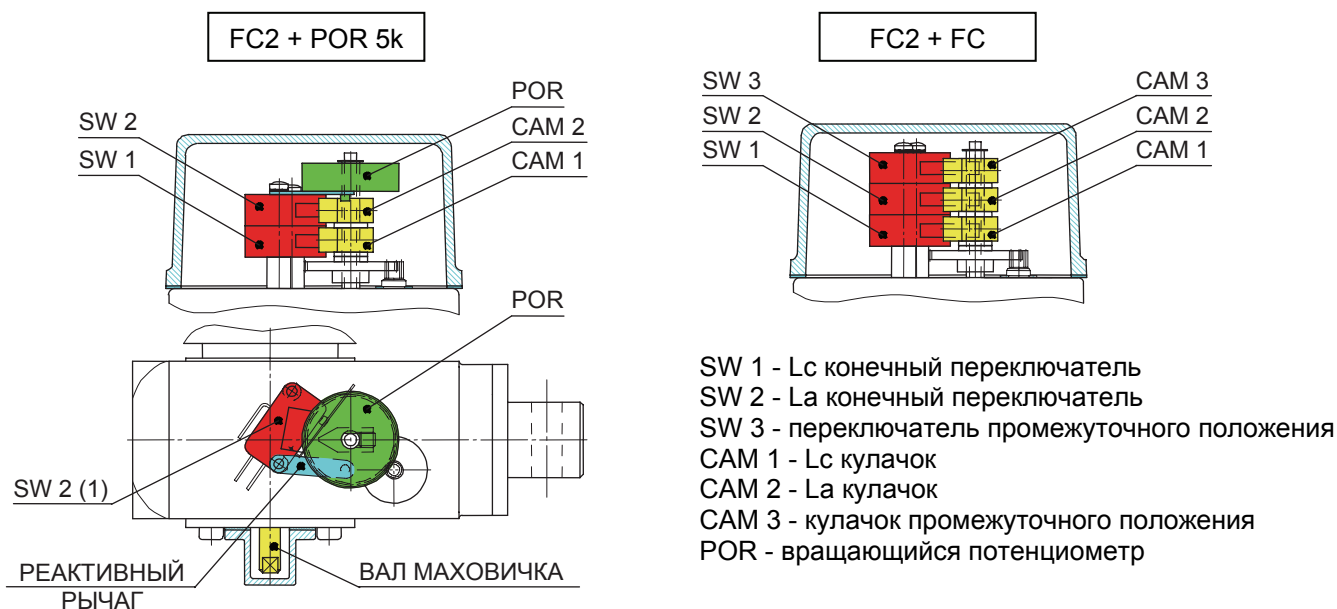 FC2 + POR 5k
FC2 + FC
SW 2
SW 1
POR
CAM 2
CAM 1
SW 3
SW 2
SW 1
CAM 3
CAM 2
CAM 1
POR
SW 2 (1)
РЕАКТИВНЫЙ
РЫЧАГ
ВАЛ МАХОВИЧКА
SW 1 - Lc конечный переключатель
SW 2 - La конечный переключатель
SW 3 - переключатель промежуточного положения
CAM 1 - Lc кулачок
CAM 2 - La кулачок
CAM 3 - кулачок промежуточного положения
POR - вращающийся потенциометр